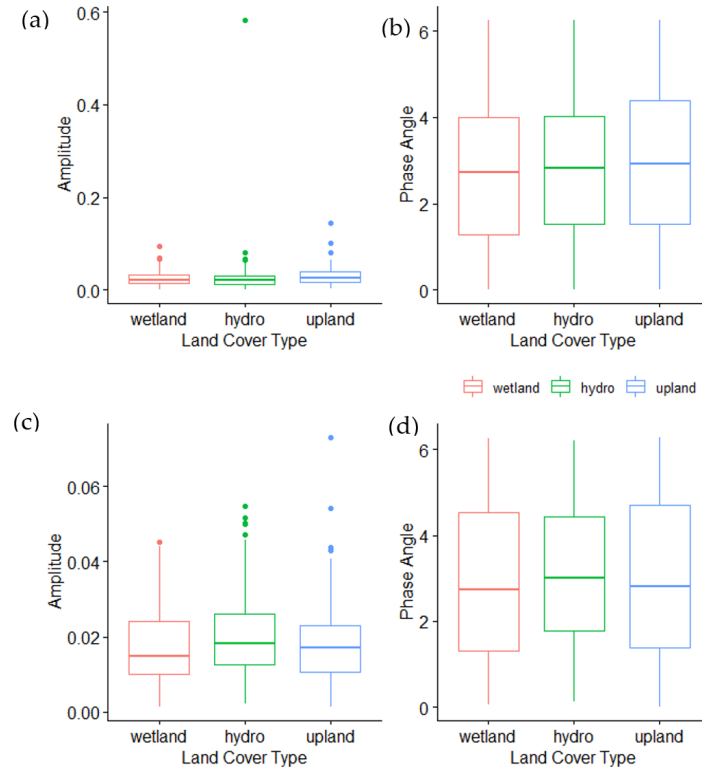 (a)
0.6
0.4
0.2
0.0
Amplitude
wetland hydro upland
Land Cover Type
(b)
6
4
2
0
Phase Angle
wetland hydro upland
Land Cover Type
wetland hydro upland
(c)
0.06
0.04
0.02
0.00
Amplitude
wetland hydro upland
Land Cover Type
(d)
6
4
2
0
Phase Angle
wetland hydro upland
Land Cover Type